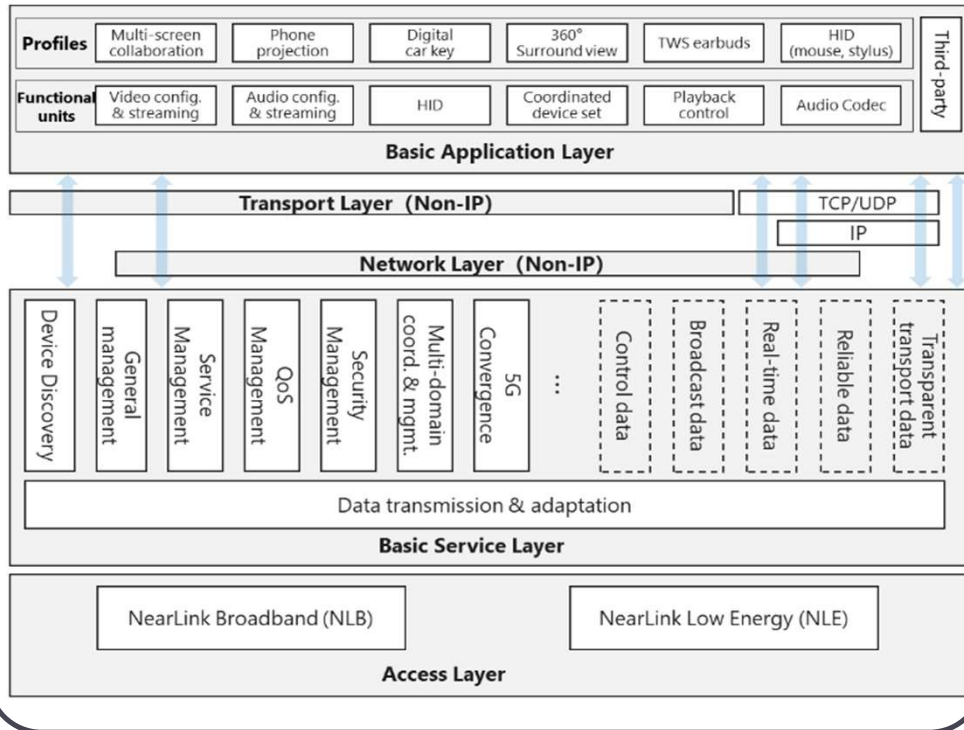 Profiles
Multi-screen
collaboration
Phone
projection
Digital
car key
360°
Surround view
TWS earbuds
HID
(mouse, stylus)
Third-party
Functional
units
Video config.
& streaming
Audio config.
& streaming
HID
Coordinated
device set
Playback
control
Audio Codec
Basic Application Layer
Transport Layer（Non-IP）
TCP/UDP
IP
Network Layer（Non-IP）
Device Discovery
General
management
Service
Management
QoS
Management
Security
Management
Multi-domain
coord. & mgmt.
5G
Convergence
...
Control data
Broadcast data
Real-time data
Reliable data
Transparent
transport data
Data transmission & adaptation
Basic Service Layer
NearLink Broadband (NLB)
NearLink Low Energy (NLE)
Access Layer